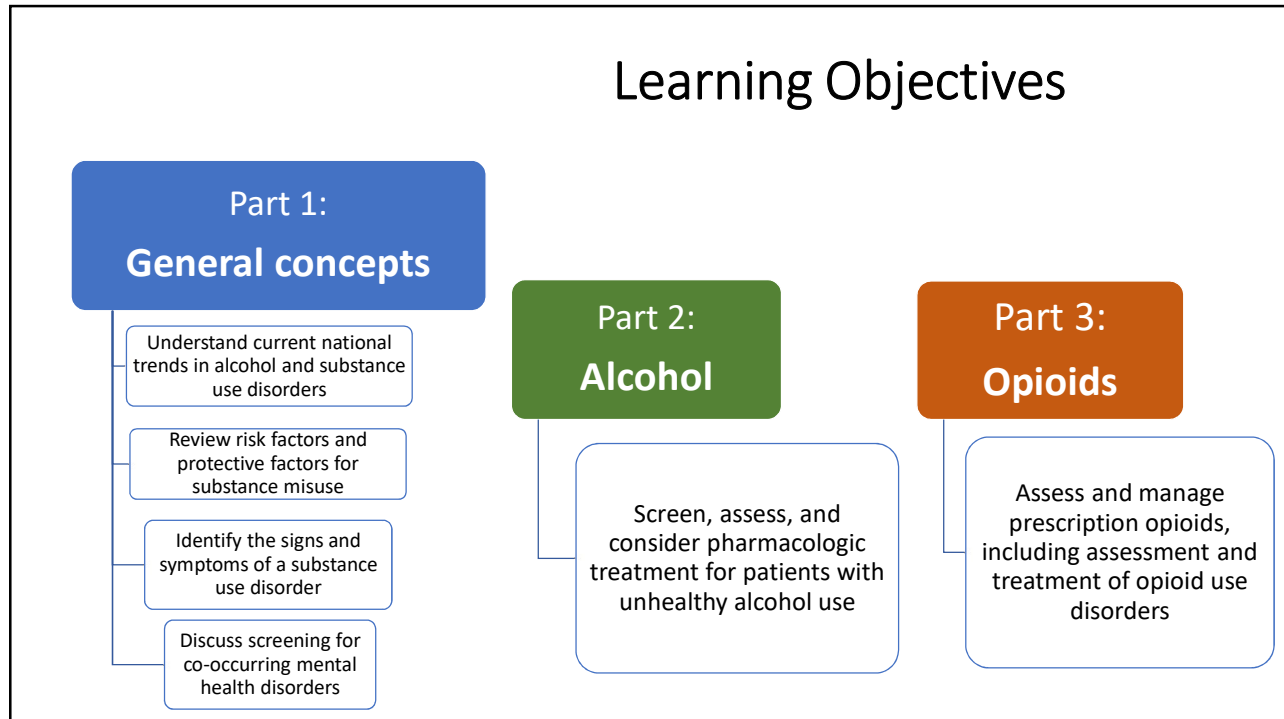 Learning Objectives
Part 1:
General concepts
Understand current national
trends in alcohol and substance
use disorders
Review risk factors and
protective factors for
substance misuse
Identify the signs and
symptoms of a substance
use disorder
Discuss screening for
co-occurring mental
health disorders
Part 2:
Alcohol
Screen, assess, and
consider pharmacologic
treatment for patients with
unhealthy alcohol use
Part 3:
Opioids
Assess and manage
prescription opioids,
including assessment and
treatment of opioid use
disorders